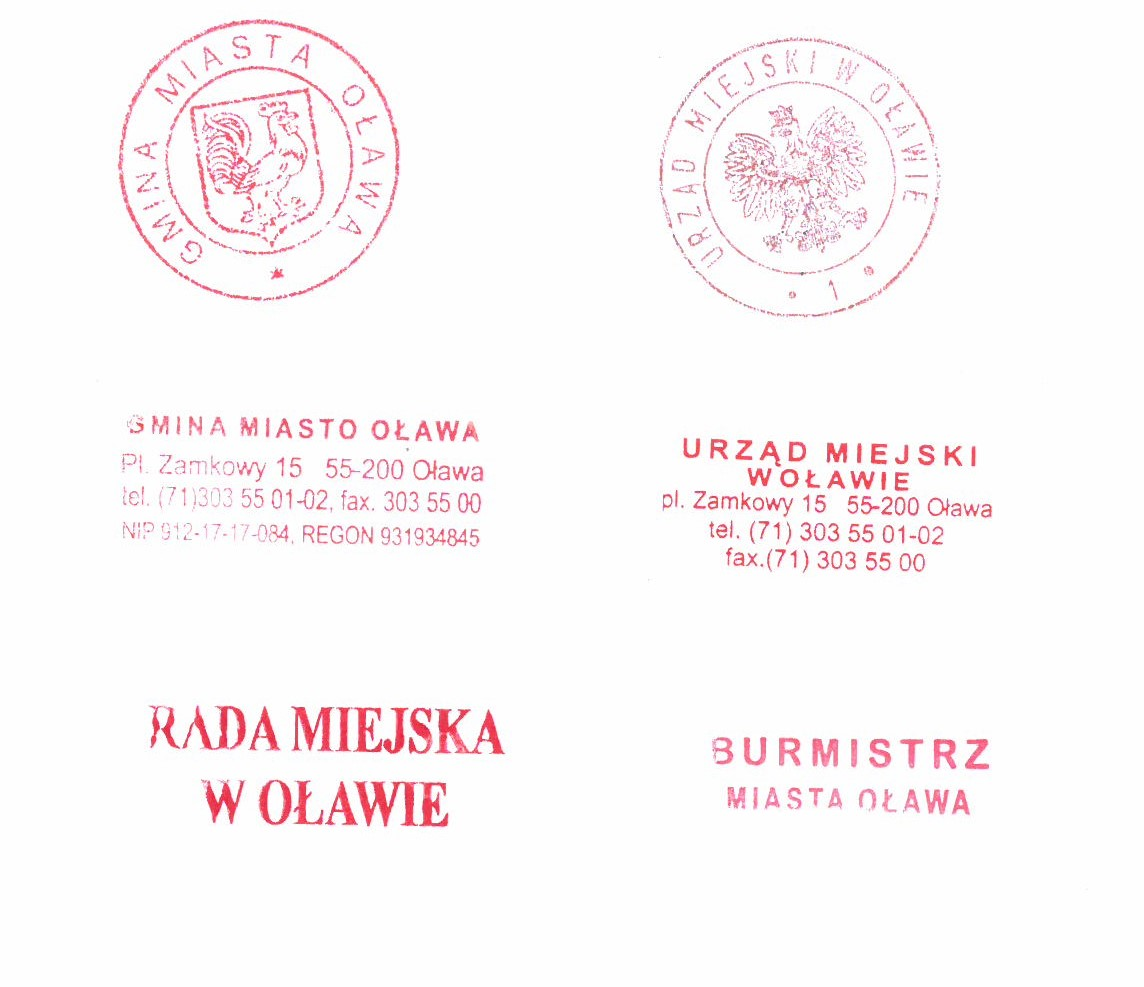 GMINA MIASTA OŁAWA
URZĄD MIEJSKI W OŁAWIE
1
GMINA MIASTO OŁAWA
Pl. Zamkowy 15 55-200 Oława
tel. (71)303 55 01-02, fax. 303 55 00
NIP 912-17-17-084, REGON 931934845
URZĄD MIEJSKI
W OŁAWIE
pl. Zamkowy 15 55-200 Oława
tel. (71) 303 55 01-02
fax.(71) 303 55 00
RADA MIEJSKA
W OŁAWIE
BURMISTRZ
MIASTA OŁAWA